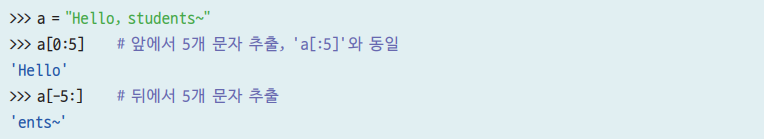 >>> a = "Hello, students~"
>>> a[0:5] # 앞에서 5개 문자 추출, 'a[:5]'와 동일
'Hello'
>>> a[-5:] # 뒤에서 5개 문자 추출
'ents~'